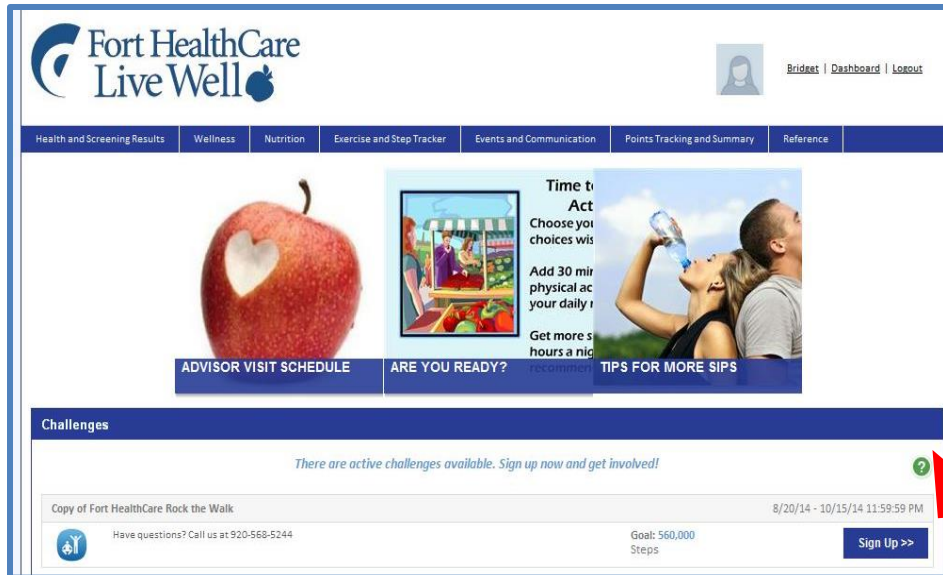 Fort HealthCare
Live Well
Bridget | Dashboard | Logout
Health and Screening Results Wellness Nutrition Exercise and Step Tracker Events and Communication Points Tracking and Summary Reference
Time to
Act
Choose you
choices wis
Add 30 min
physical ac
your daily r
Get more s
hours a nig
recommen
ADVISOR VISIT SCHEDULE
ARE YOU READY?
TIPS FOR MORE SIPS
Challenges
There are active challenges available. Sign up now and get involved!
?
Copy of Fort HealthCare Rock the Walk 8/20/14 - 10/15/14 11:59:59 PM
Have questions? Call us at 920-568-5244
Goal: 560,000
Steps
Sign Up >>